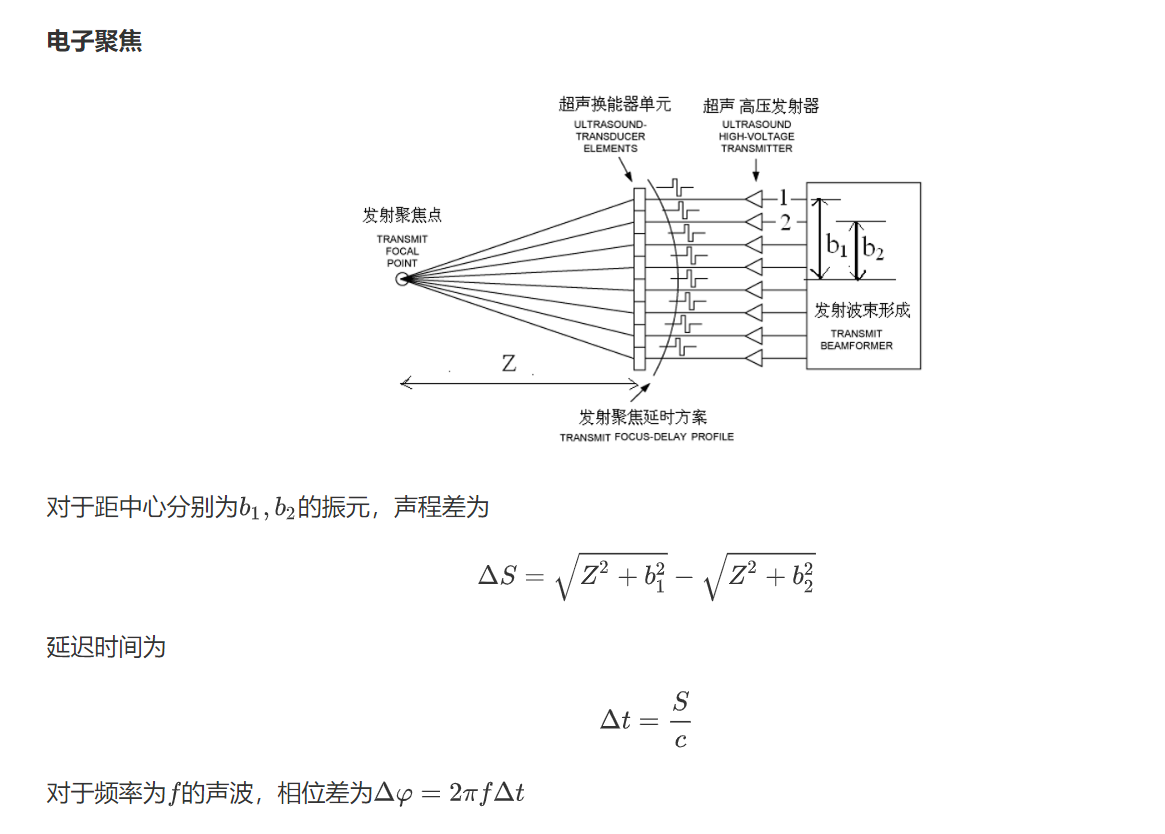 电子聚焦
超声换能器单元
ULTRASOUND-
TRANSDUCER
ELEMENTS
超声 高压发射器
ULTRASOUND
HIGH-VOLTAGE
TRANSMITTER
发射聚焦点
TRANSMIT
FOCAL
POINT
1
2
b₁
b₂
发射波束形成
TRANSMIT
BEAMFORMER
Z
发射聚焦延时方案
TRANSMIT FOCUS-DELAY PROFILE
对于距中心分别为b₁, b₂的振元，声程差为
ΔS = √(Z² + b₁²) − √(Z² + b₂²)
延迟时间为
Δt = S/c
对于频率为f的声波，相位差为Δφ = 2πfΔt